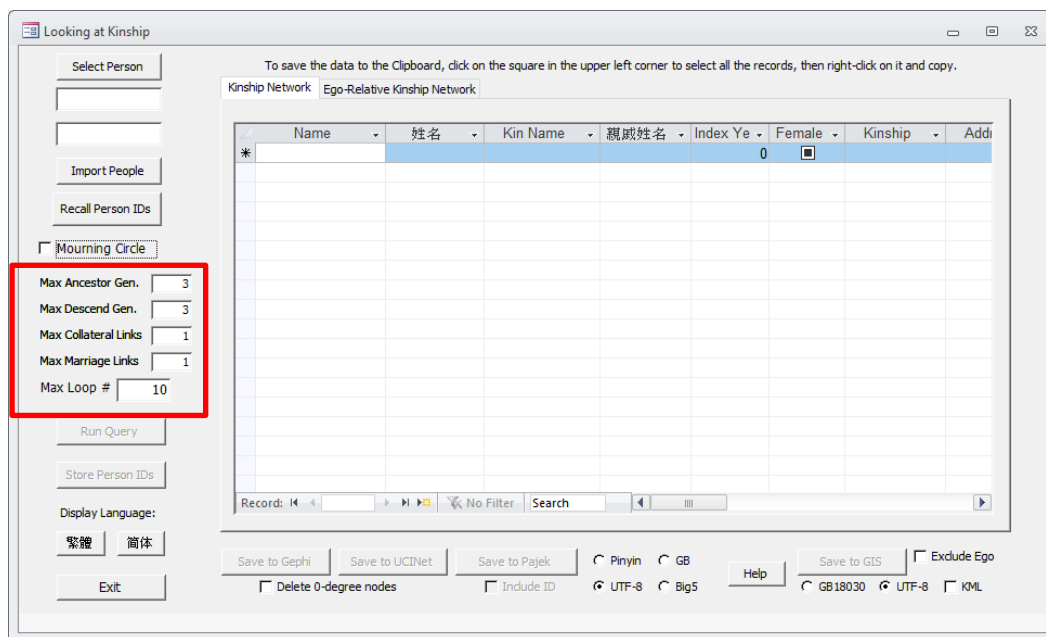 Looking at Kinship
Select Person
To save the data to the Clipboard, click on the square in the upper left corner to select all the records, then right-click on it and copy.
Kinship Network Ego-Relative Kinship Network
Name 姓名 Kin Name 親戚姓名 Index Ye Female Kinship Addr
0
Import People
Recall Person IDs
Mourning Circle
Max Ancestor Gen. 3
Max Descend Gen. 3
Max Collateral Links 1
Max Marriage Links 1
Max Loop # 10
Run Query
Store Person IDs
Record: No Filter Search
Display Language:
繁體 简体
Exit
Save to Gephi Save to UCINet Save to Pajek Pinyin GB Help Save to GIS Exclude Ego
Delete 0-degree nodes Include ID UTF-8 Big5 GB18030 UTF-8 KML